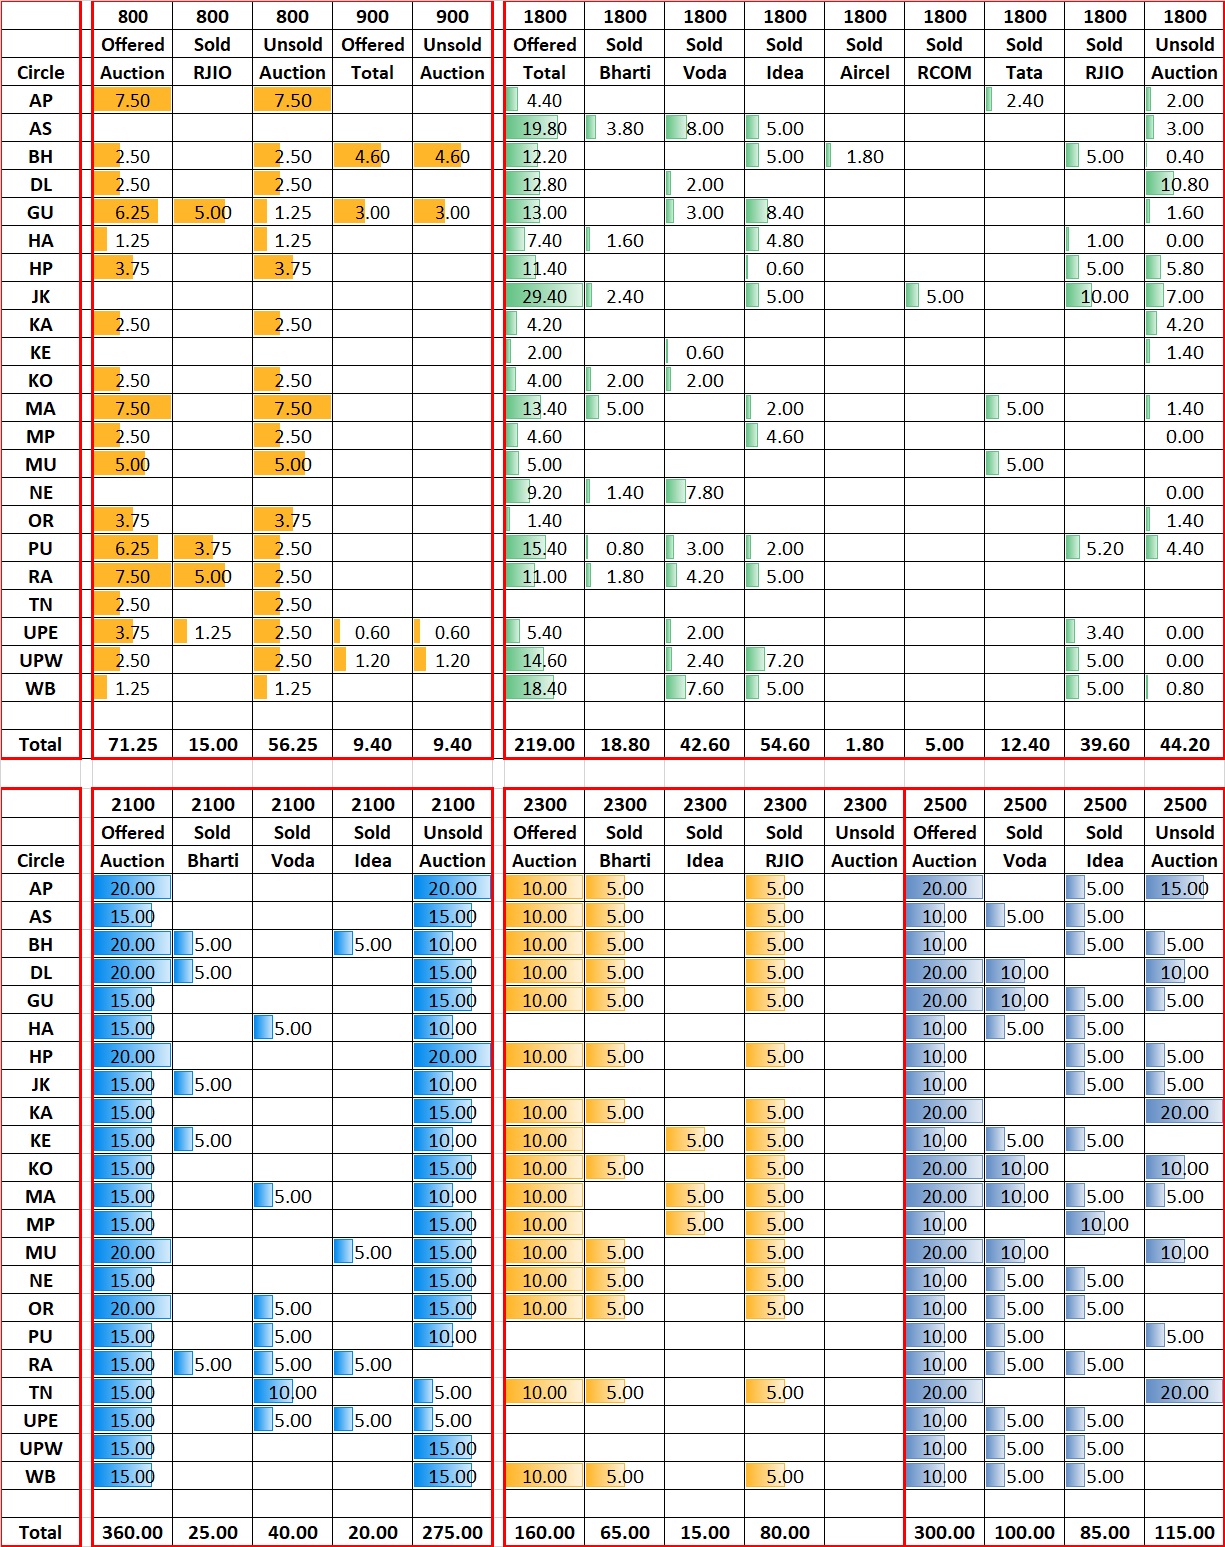 800 800 800 900 900 1800 1800 1800 1800 1800 1800 1800 1800 1800
Offered Sold Unsold Offered Unsold Offered Sold Sold Sold Sold Sold Sold Sold Unsold
Circle Auction RJIO Auction Total Auction Total Bharti Voda Idea Aircel RCOM Tata RJIO Auction
AP 7.50 7.50 4.40 2.40 2.00
AS 19.80 3.80 8.00 5.00 3.00
BH 2.50 2.50 4.60 4.60 12.20 5.00 1.80 5.00 0.40
DL 2.50 2.50 12.80 2.00 10.80
GU 6.25 5.00 1.25 3.00 3.00 13.00 3.00 8.40 1.60
HA 1.25 1.25 7.40 1.60 4.80 1.00 0.00
HP 3.75 3.75 11.40 0.60 5.00 5.80
JK 29.40 2.40 5.00 5.00 10.00 7.00
KA 2.50 2.50 4.20 4.20
KE 2.00 0.60 1.40
KO 2.50 2.50 4.00 2.00 2.00
MA 7.50 7.50 13.40 5.00 2.00 5.00 1.40
MP 2.50 2.50 4.60 4.60 0.00
MU 5.00 5.00 5.00 5.00
NE 9.20 1.40 7.80 0.00
OR 3.75 3.75 1.40 1.40
PU 6.25 3.75 2.50 15.40 0.80 3.00 2.00 5.20 4.40
RA 7.50 5.00 2.50 11.00 1.80 4.20 5.00
TN 2.50 2.50
UPE 3.75 1.25 2.50 0.60 0.60 5.40 2.00 3.40 0.00
UPW 2.50 2.50 1.20 1.20 14.60 2.40 7.20 5.00 0.00
WB 1.25 1.25 18.40 7.60 5.00 5.00 0.80
Total 71.25 15.00 56.25 9.40 9.40 219.00 18.80 42.60 54.60 1.80 5.00 12.40 39.60 44.20
2100 2100 2100 2100 2100 2300 2300 2300 2300 2300 2500 2500 2500 2500
Offered Sold Sold Sold Unsold Offered Sold Sold Sold Unsold Offered Sold Sold Unsold
Circle Auction Bharti Voda Idea Auction Auction Bharti Idea RJIO Auction Auction Voda Idea Auction
AP 20.00 20.00 10.00 5.00 5.00 20.00 5.00 15.00
AS 15.00 15.00 10.00 5.00 5.00 10.00 5.00 5.00
BH 20.00 5.00 5.00 10.00 10.00 5.00 5.00 10.00 5.00 5.00
DL 20.00 5.00 15.00 10.00 5.00 5.00 20.00 10.00 10.00
GU 15.00 15.00 10.00 5.00 5.00 20.00 10.00 5.00 5.00
HA 15.00 5.00 10.00 10.00 5.00 5.00
HP 20.00 20.00 10.00 5.00 5.00 10.00 5.00 5.00
JK 15.00 5.00 10.00 10.00 5.00 5.00
KA 15.00 15.00 10.00 5.00 5.00 20.00 20.00
KE 15.00 5.00 10.00 10.00 5.00 5.00 10.00 5.00 5.00
KO 15.00 15.00 10.00 5.00 5.00 20.00 10.00 10.00
MA 15.00 5.00 10.00 10.00 5.00 5.00 20.00 10.00 5.00 5.00
MP 15.00 15.00 10.00 5.00 5.00 10.00 10.00
MU 20.00 5.00 15.00 10.00 5.00 5.00 20.00 10.00 10.00
NE 15.00 15.00 10.00 5.00 5.00 10.00 5.00 5.00
OR 20.00 5.00 15.00 10.00 5.00 5.00 10.00 5.00 5.00
PU 15.00 5.00 10.00 10.00 5.00 5.00
RA 15.00 5.00 5.00 5.00 10.00 5.00 5.00
TN 15.00 10.00 5.00 10.00 5.00 5.00 20.00 20.00
UPE 15.00 5.00 5.00 5.00 10.00 5.00 5.00
UPW 15.00 15.00 10.00 5.00 5.00
WB 15.00 15.00 10.00 5.00 5.00 10.00 5.00 5.00
Total 360.00 25.00 40.00 20.00 275.00 160.00 65.00 15.00 80.00 300.00 100.00 85.00 115.00